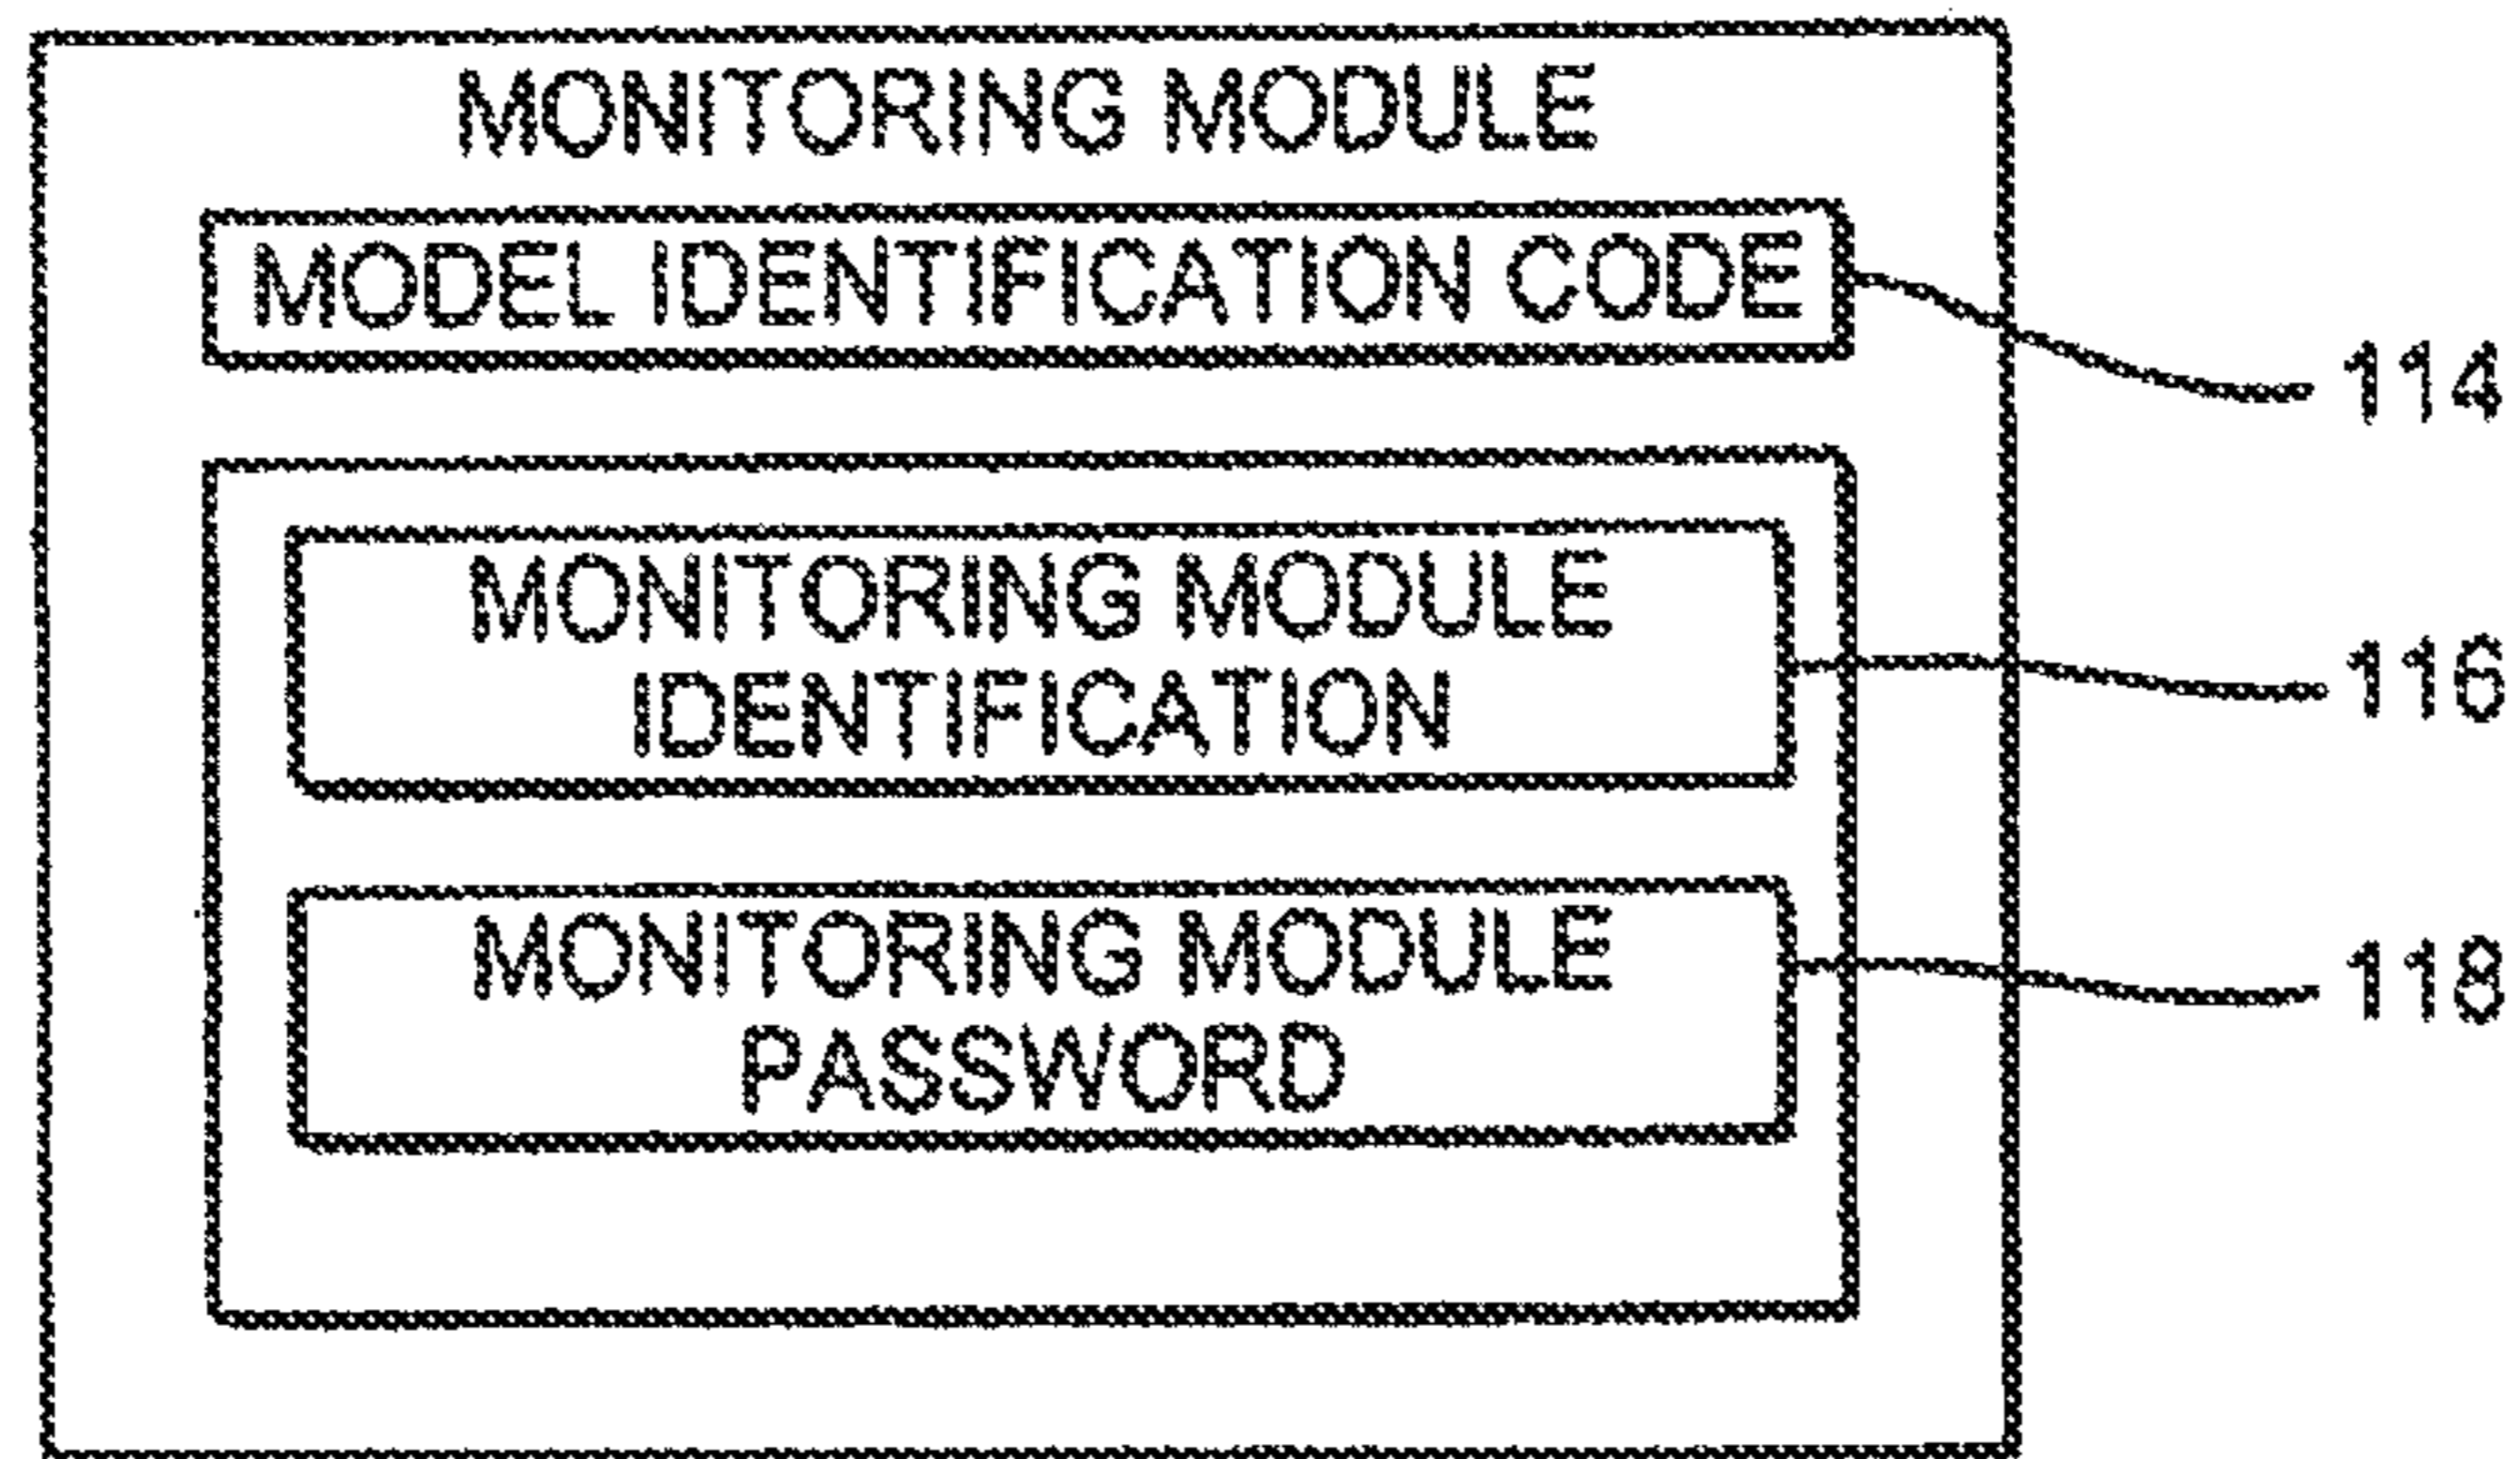 MONITORING MODULE
MODEL IDENTIFICATION CODE
114
MONITORING MODULE
IDENTIFICATION
116
MONITORING MODULE
PASSWORD
118